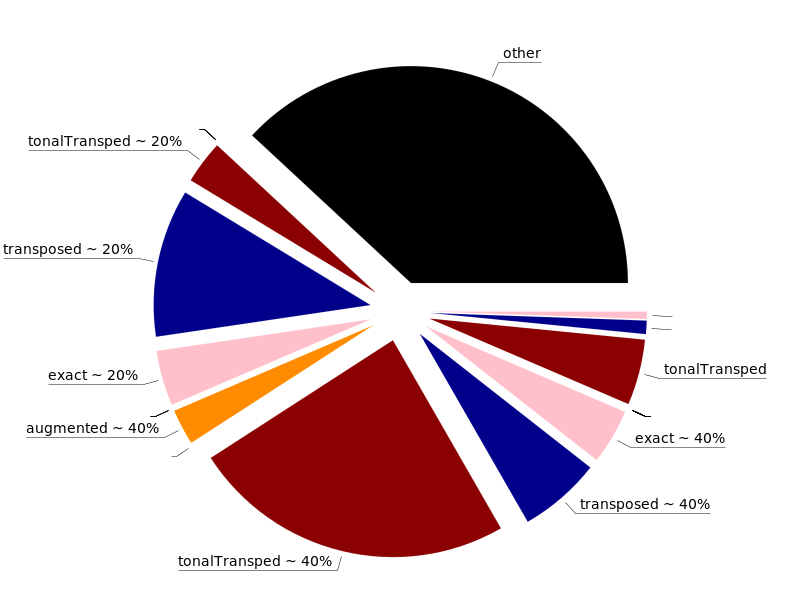 other
tonalTransped ~ 20%
transposed ~ 20%
exact ~ 20%
tonalTransped
augmented ~ 40%
exact ~ 40%
transposed ~ 40%
tonalTransped ~ 40%